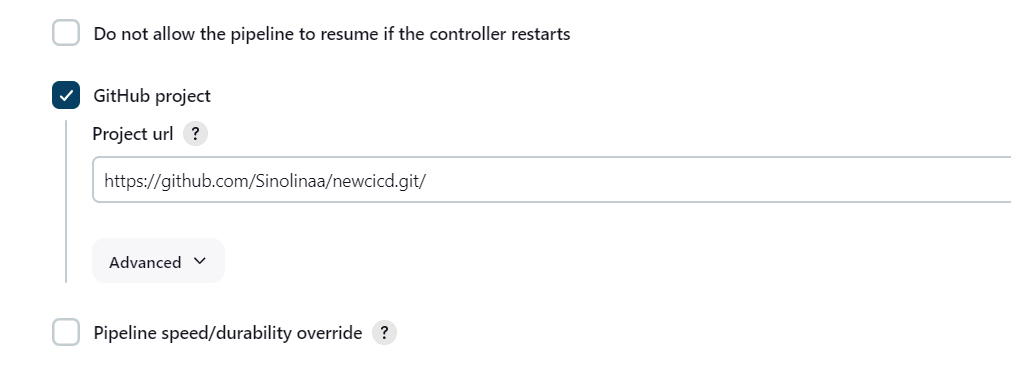 Do not allow the pipeline to resume if the controller restarts
GitHub project
Project url ?
https://github.com/Sinolinaa/newcicd.git/
Advanced
Pipeline speed/durability override ?